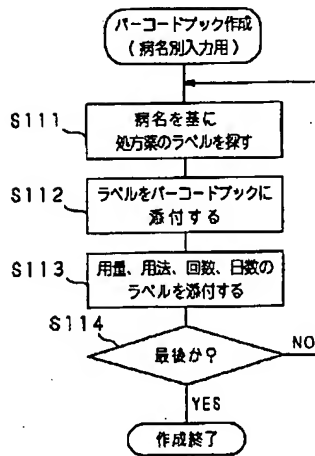 バーコードブック作成
(病名別入力用)
S111
病名を基に
処方薬のラベルを探す
S112
ラベルをバーコードブックに
添付する
S113
用量、用法、回数、日数の
ラベルを添付する
S114
最後か?
NO
YES
作成終了